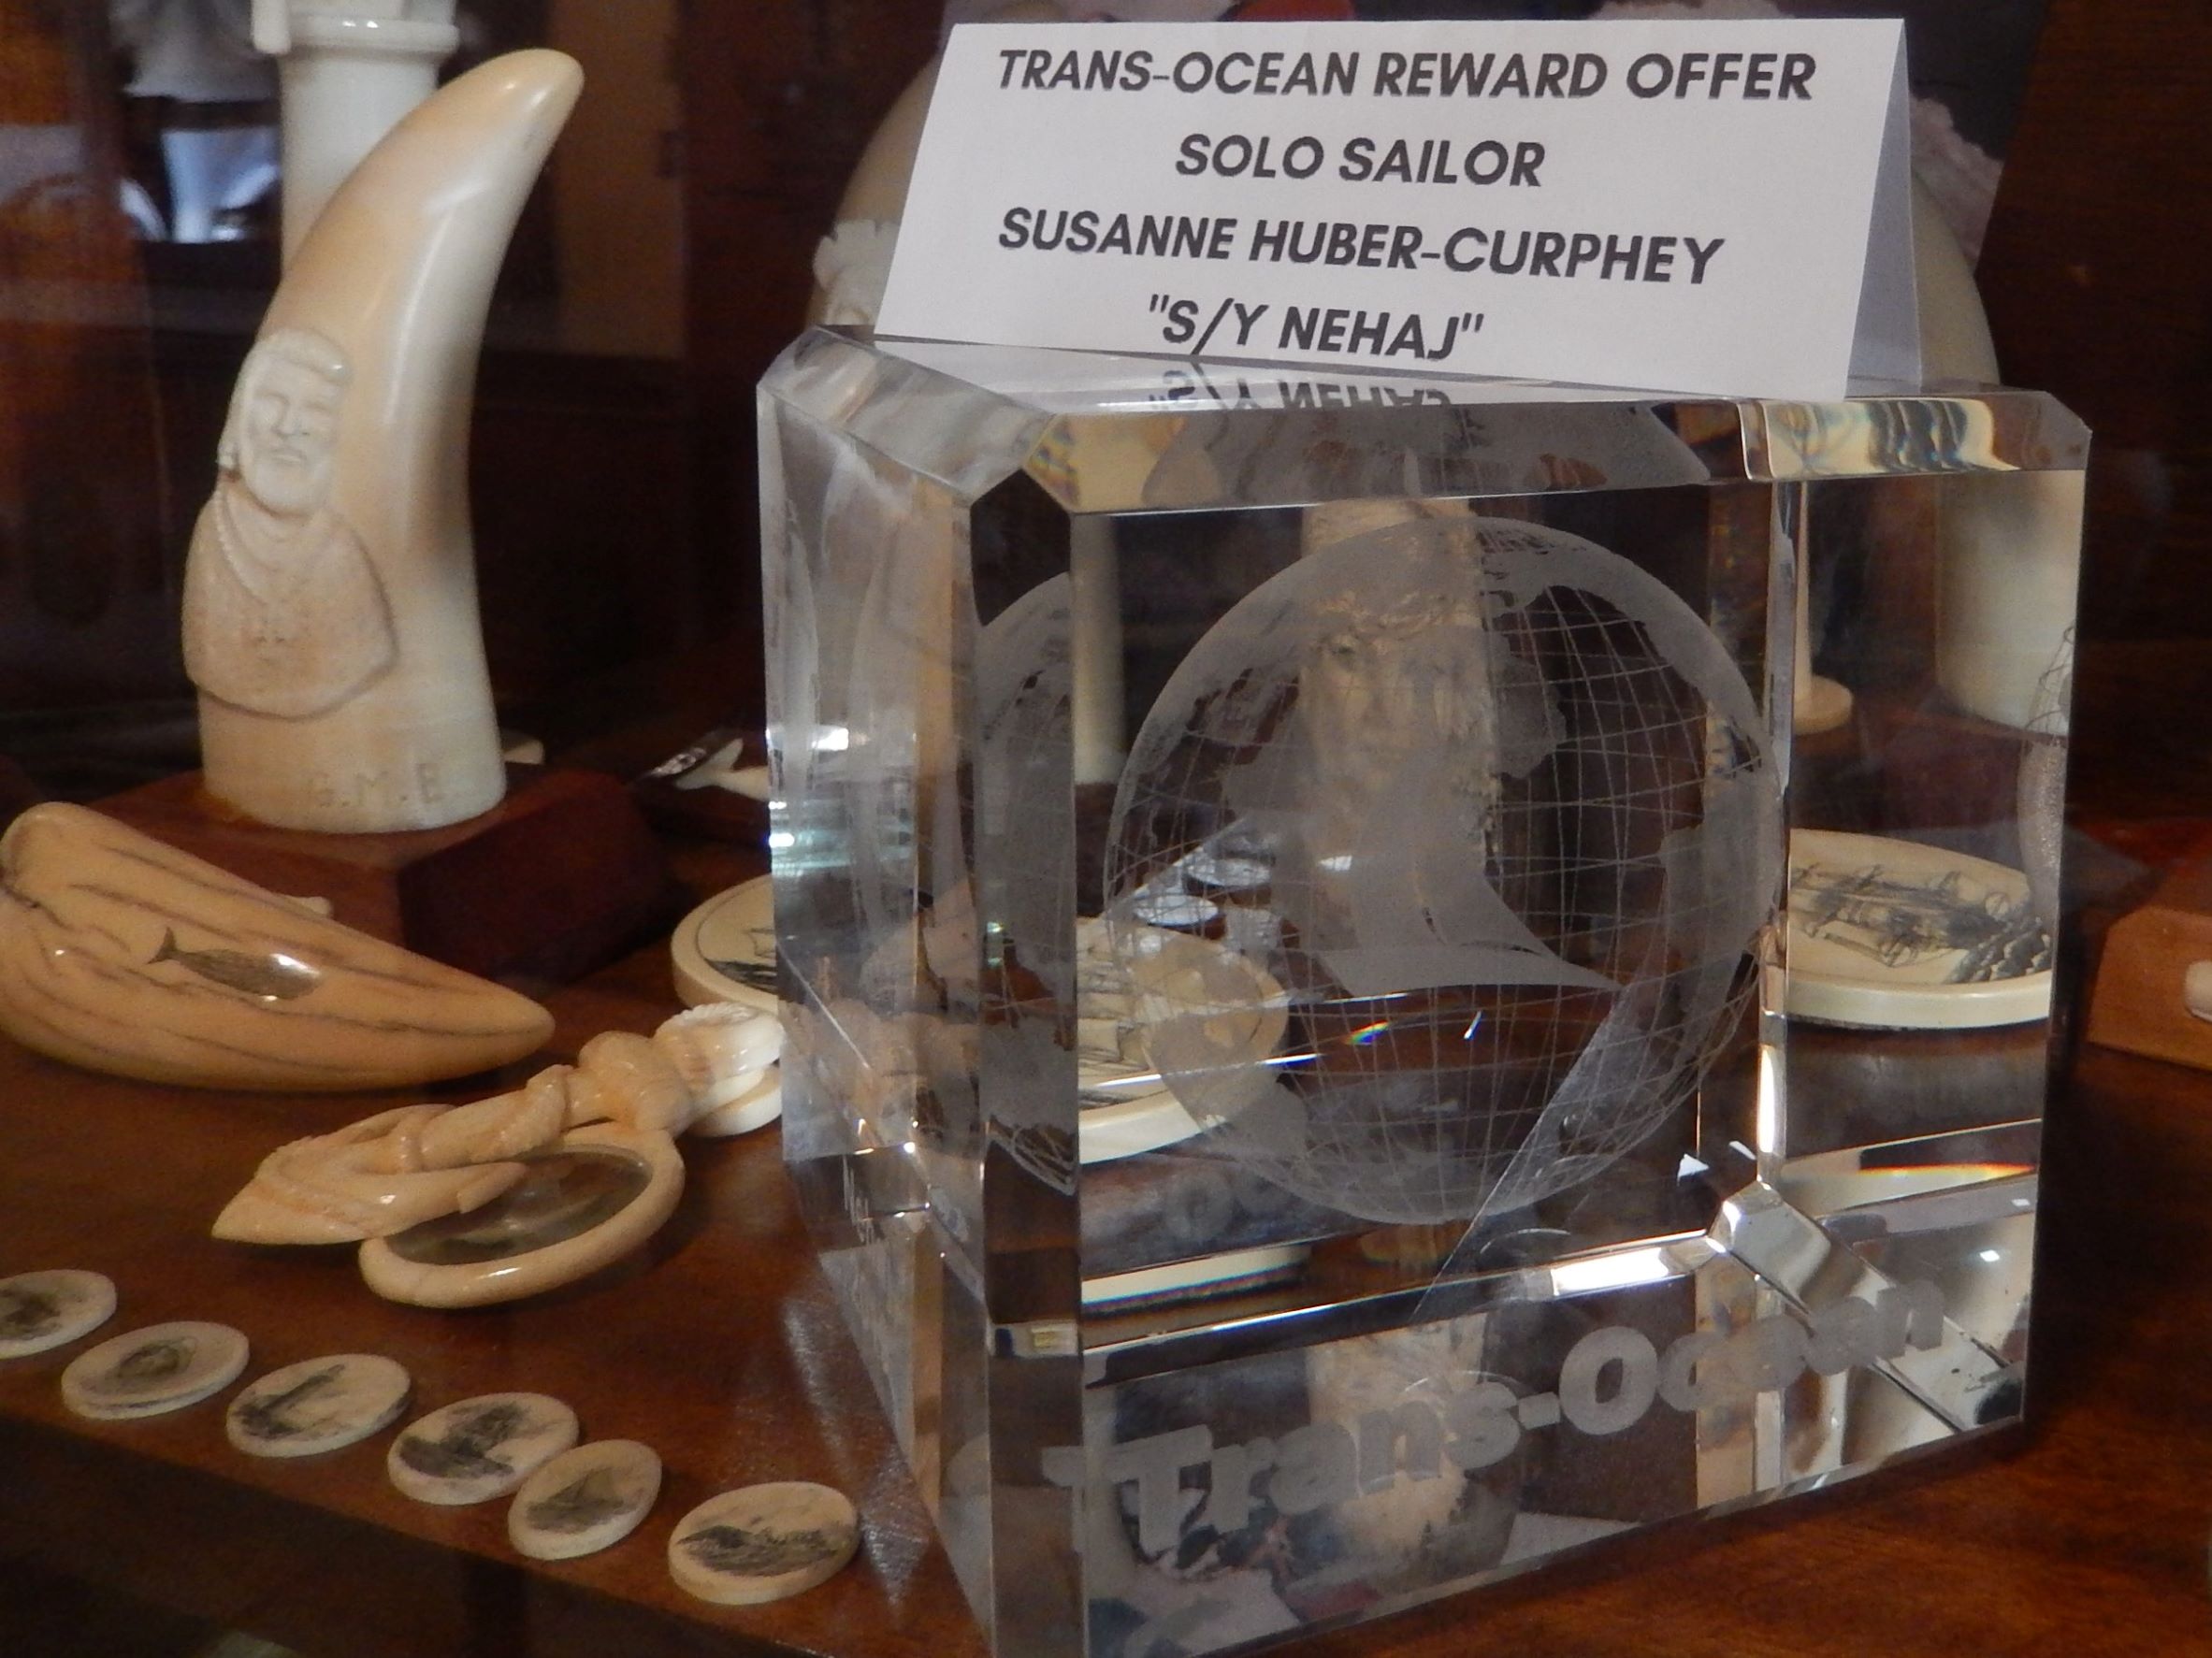 TRANS-OCEAN REWARD OFFER
SOLO SAILOR
SUSANNE HUBER-CURPHEY
"S/Y NEHAJ"
G.M.B
Trans-Ocean